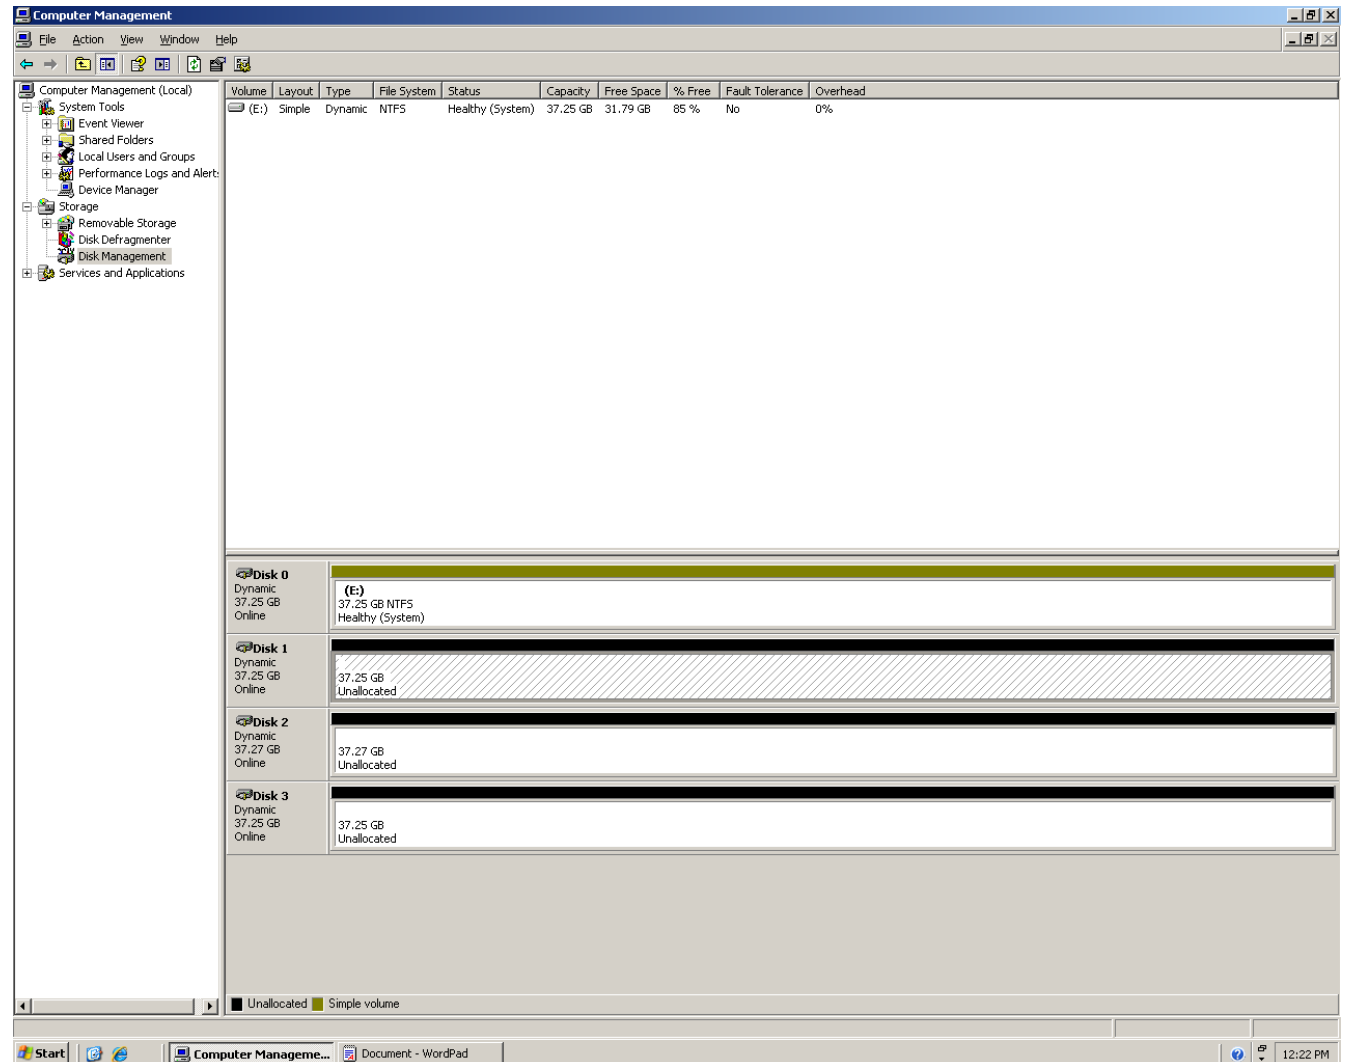 Computer Management
File Action View Window Help
Computer Management (Local)
System Tools
Event Viewer
Shared Folders
Local Users and Groups
Performance Logs and Alert
Device Manager
Storage
Removable Storage
Disk Defragmenter
Disk Management
Services and Applications
Volume Layout Type File System Status Capacity Free Space % Free Fault Tolerance Overhead
(E:) Simple Dynamic NTFS Healthy (System) 37.25 GB 31.79 GB 85 % No 0%
Disk 0
Dynamic
37.25 GB
Online
(E:)
37.25 GB NTFS
Healthy (System)
Disk 1
Dynamic
37.25 GB
Online
37.25 GB
Unallocated
Disk 2
Dynamic
37.27 GB
Online
37.27 GB
Unallocated
Disk 3
Dynamic
37.25 GB
Online
37.25 GB
Unallocated
Unallocated Simple volume
Start Computer Manageme... Document - WordPad 12:22 PM